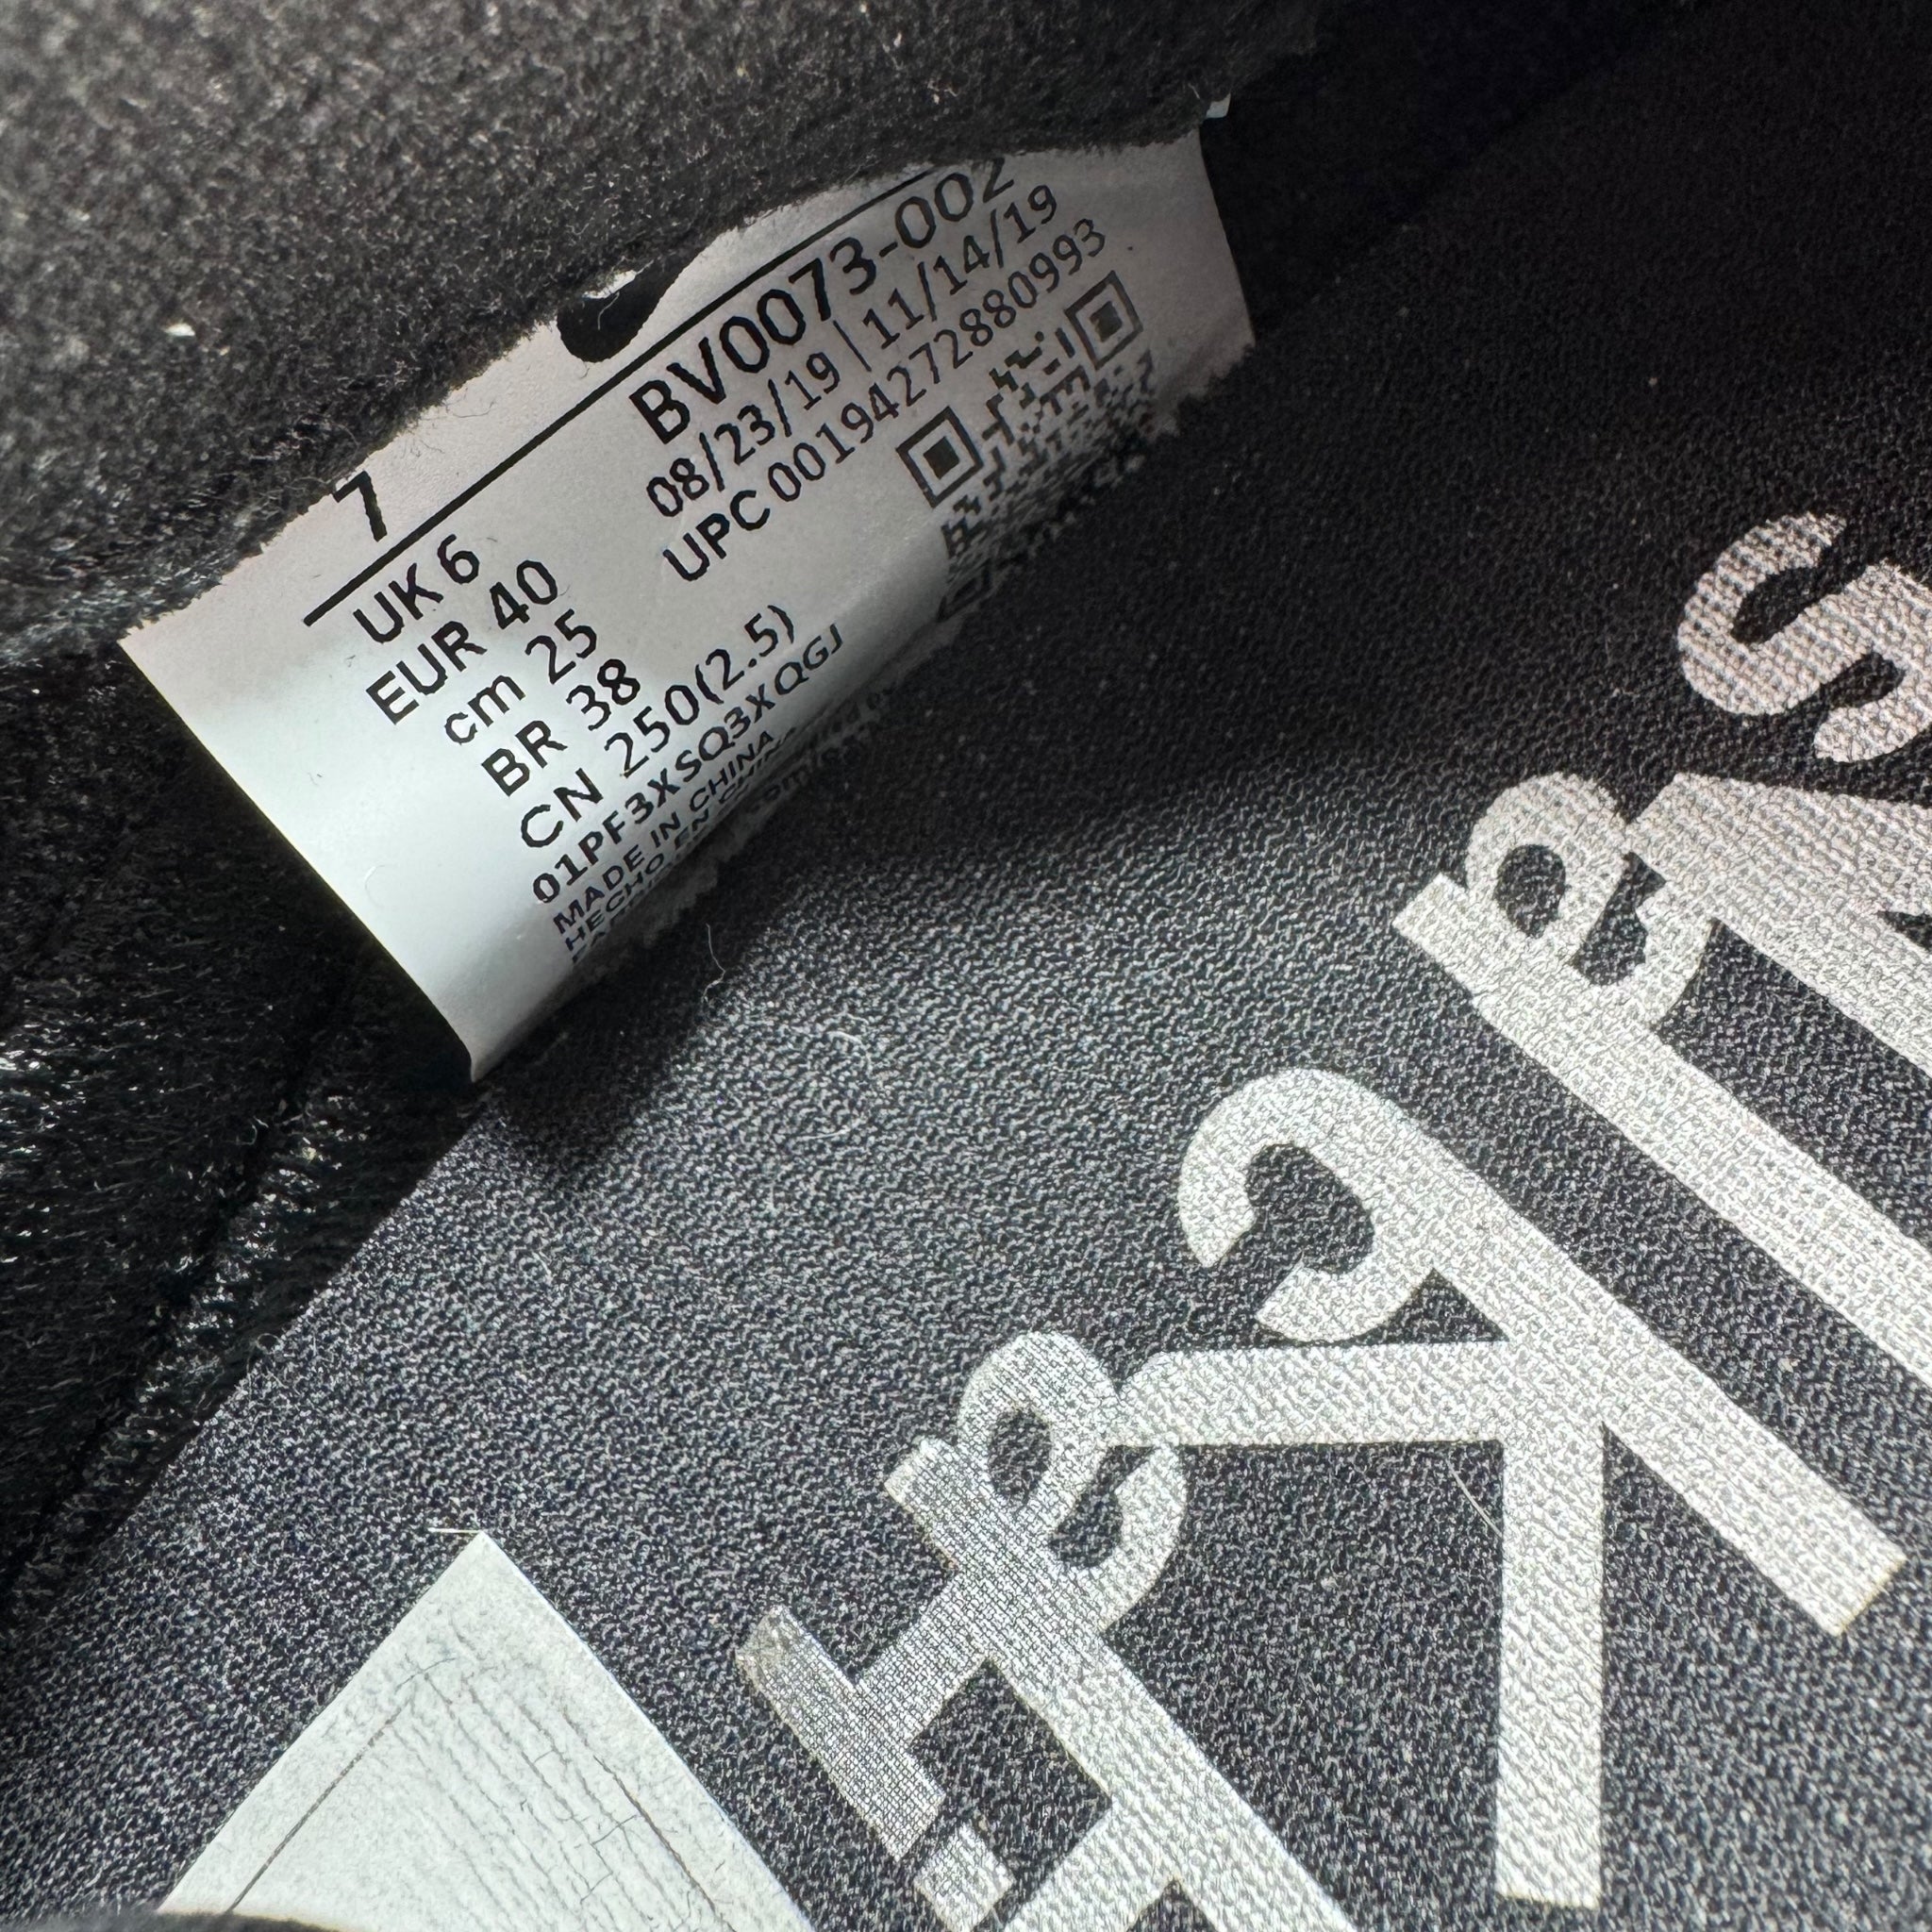 7
UK 6
EUR 40
cm 25
BR 38
CN 250(2.5)
01PF3XSQ3XQGJ
MADE IN CHINA
HECHO EN CHINA
BV0073-002
08/23/19 | 11/14/19
UPC 00194272880993